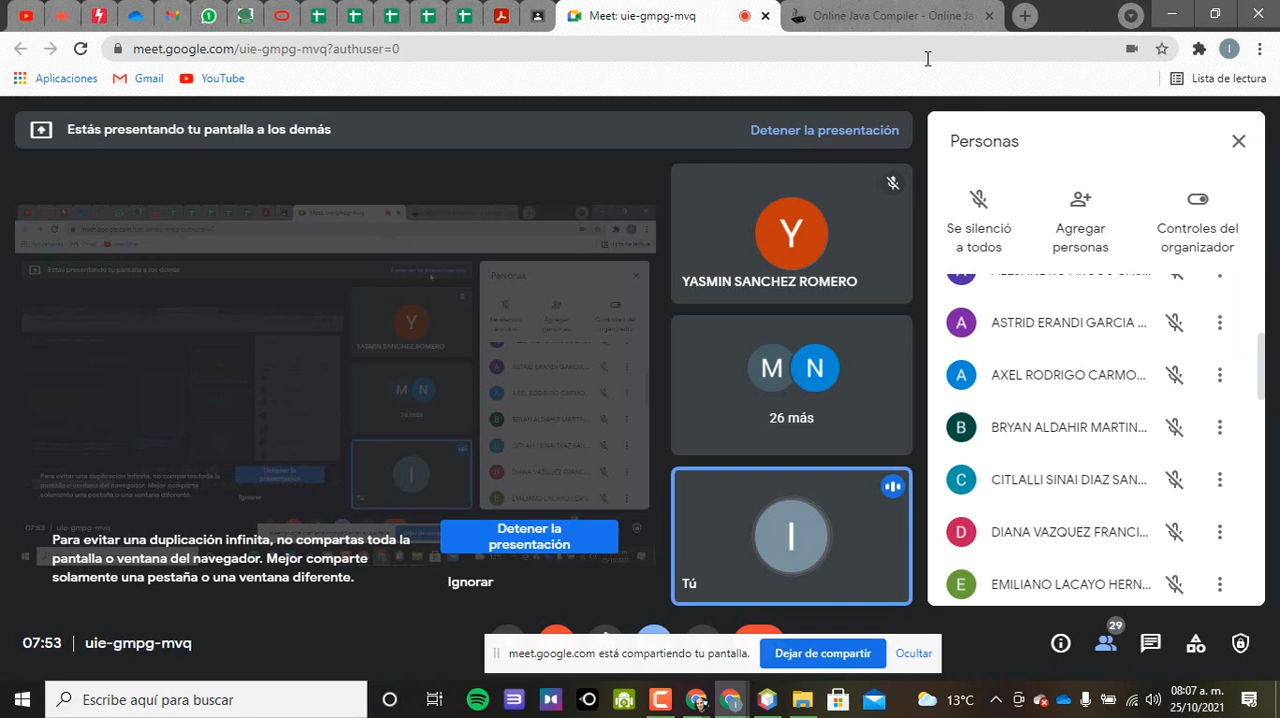 Meet: uie-gmpg-mvq
Online Java Compiler - Online Ja
meet.google.com/uie-gmpg-mvq?authuser=0
Aplicaciones
Gmail
YouTube
Lista de lectura
Estás presentando tu pantalla a los demás
Detener la presentación
Personas
Se silenció
a todos
Agregar
personas
Controles del
organizador
Y
YASMIN SANCHEZ ROMERO
M N
26 más
I
Tú
A ASTRID ERANDI GARCIA ...
A AXEL RODRIGO CARMO...
B BRYAN ALDAHIR MARTIN...
C CITLALLI SINAI DIAZ SAN...
D DIANA VAZQUEZ FRANCI...
E EMILIANO LACAYO HERN...
Para evitar una duplicación infinita, no compartas toda la
pantalla o ventana del navegador. Mejor comparte
solamente una pestaña o una ventana diferente.
Detener la
presentación
Ignorar
07:53 | uie-gmpg-mvq
meet.google.com está compartiendo tu pantalla.
Dejar de compartir
Ocultar
29
Escribe aquí para buscar
13°C
08:07 a. m.
25/10/2021